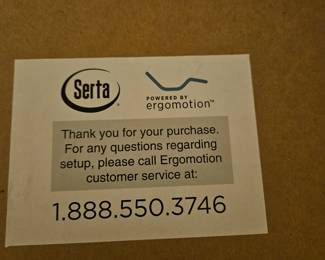 Serta
POWERED BY
ergomotion™
Thank you for your purchase.
For any questions regarding
setup, please call Ergomotion
customer service at:
1.888.550.3746